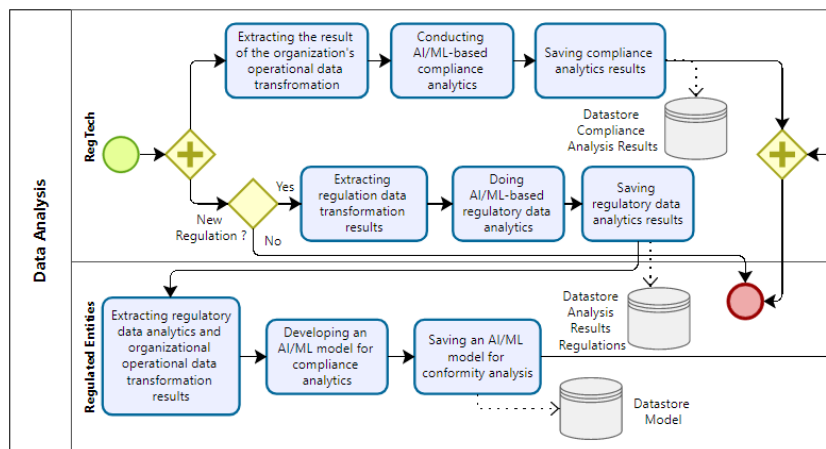 Data Analysis
RegTech
Extracting the result
of the organization's
operational data
transfromation
Conducting
AI/ML-based
compliance
analytics
Saving compliance
analytics results
Datastore
Compliance
Analysis Results
New
Regulation ?
Yes
No
Extracting
regulation data
transformation
results
Doing
AI/ML-based
regulatory data
analytics
Saving
regulatory data
analytics results
Datastore
Analysis
Results
Regulations
Regulated Entities
Extracting regulatory
data analytics and
organizational
operational data
transformation
results
Developing an
AI/ML model for
compliance
analytics
Saving an AI/ML
model for
conformity analysis
Datastore
Model